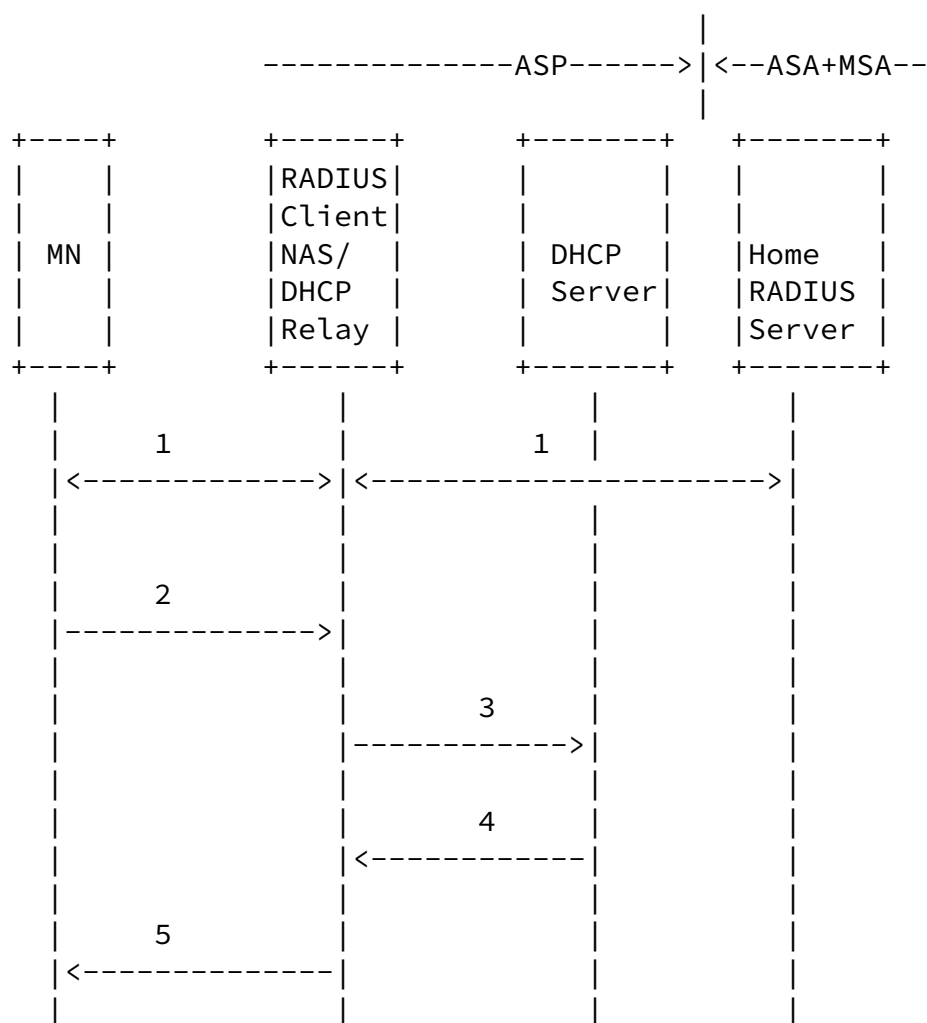 |
               ---------------ASP------>|<--ASA+MSA--
                                         |
+----+         +------+       +-------+   +-------+
|    |         |RADIUS|       |       |   |       |
|    |         |Client|       |       |   |       |
| MN |         |NAS/  |       | DHCP  |   |Home   |
|    |         |DHCP  |       | Server|   |RADIUS |
|    |         |Relay |       |       |   |Server |
+----+         +------+       +-------+   +-------+
  |                |              |           |
  |     1          |          1   |           |
  |<-------------->|<------------------------>|
  |                |              |           |
  |                |              |           |
  |     2          |              |           |
  |--------------->|              |           |
  |                |              |           |
  |                |       3      |           |
  |                |------------->|           |
  |                |              |           |
  |                |       4      |           |
  |                |<-------------|           |
  |                |              |           |
  |     5          |              |           |
  |<---------------|              |           |
  |                |              |           |